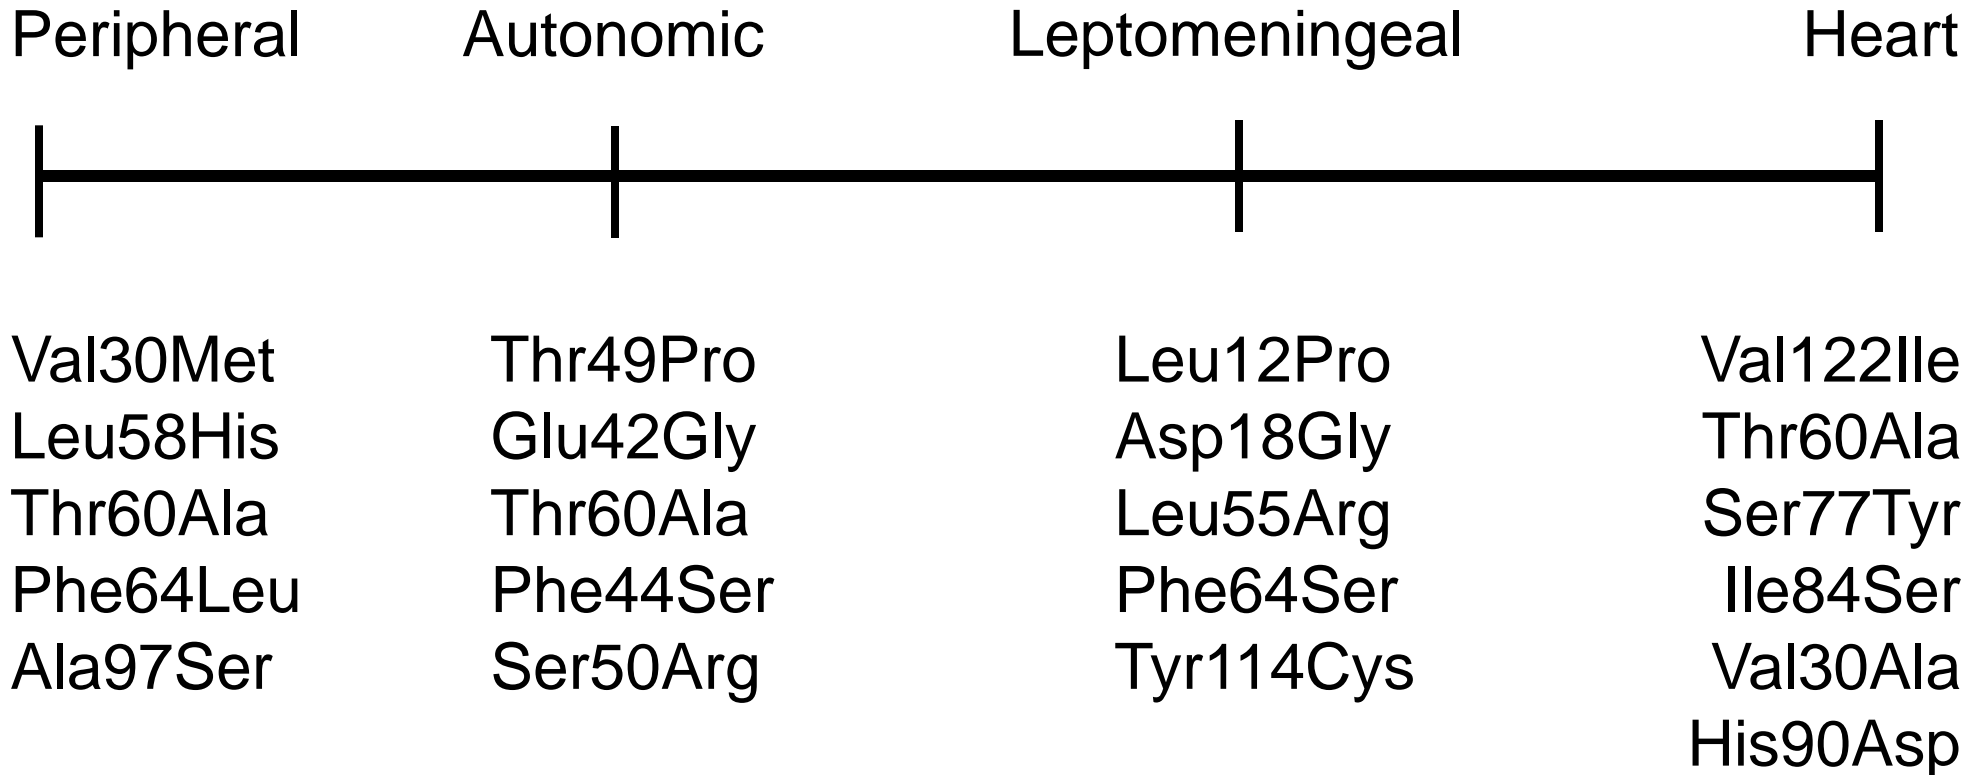 Peripheral Autonomic Leptomeningeal Heart
Val30Met Thr49Pro Leu12Pro Val122Ile
Leu58His Glu42Gly Asp18Gly Thr60Ala
Thr60Ala Thr60Ala Leu55Arg Ser77Tyr
Phe64Leu Phe44Ser Phe64Ser Ile84Ser
Ala97Ser Ser50Arg Tyr114Cys Val30Ala
His90Asp